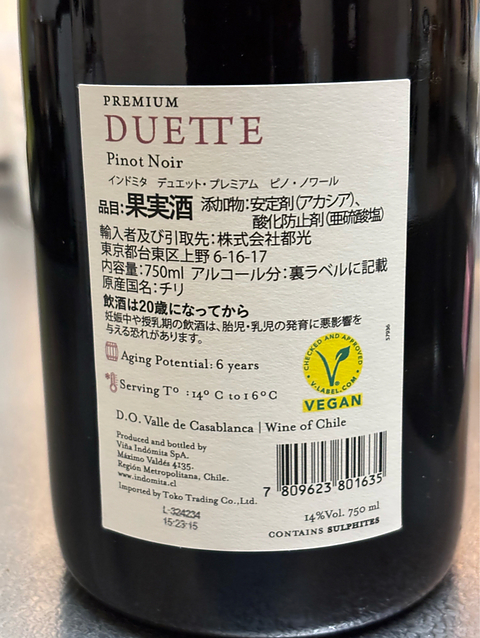 PREMIUM
DUETTE
Pinot Noir
インドミタ デュエット・プレミアム ピノ・ノワール
品目:果実酒 添加物:安定剤(アカシア)、
酸化防止剤(亜硫酸塩)
輸入者及び引取先:株式会社都光
東京都台東区上野 6-16-17
内容量:750ml アルコール分:裏ラベルに記載
原産国名:チリ
飲酒は20歳になってから
妊娠中や授乳期の飲酒は、胎児・乳児の発育に悪影響を
与える恐れがあります。
57936
Aging Potential: 6 years
CHECKED AND APPROVED
V-LABEL.COM
VEGAN
Serving Tº :14º C to 16ºC
D.O. Valle de Casablanca | Wine of Chile
Produced and bottled by
Viña Indómita SpA.
Máximo Valdés 4135.
Región Metropolitana, Chile.
www.indomita.cl
Imported by Toko Trading Co.,Ltd.
7 809623 801635
L-324234
15:23:15
14%Vol. 750 ml
CONTAINS SULPHITES